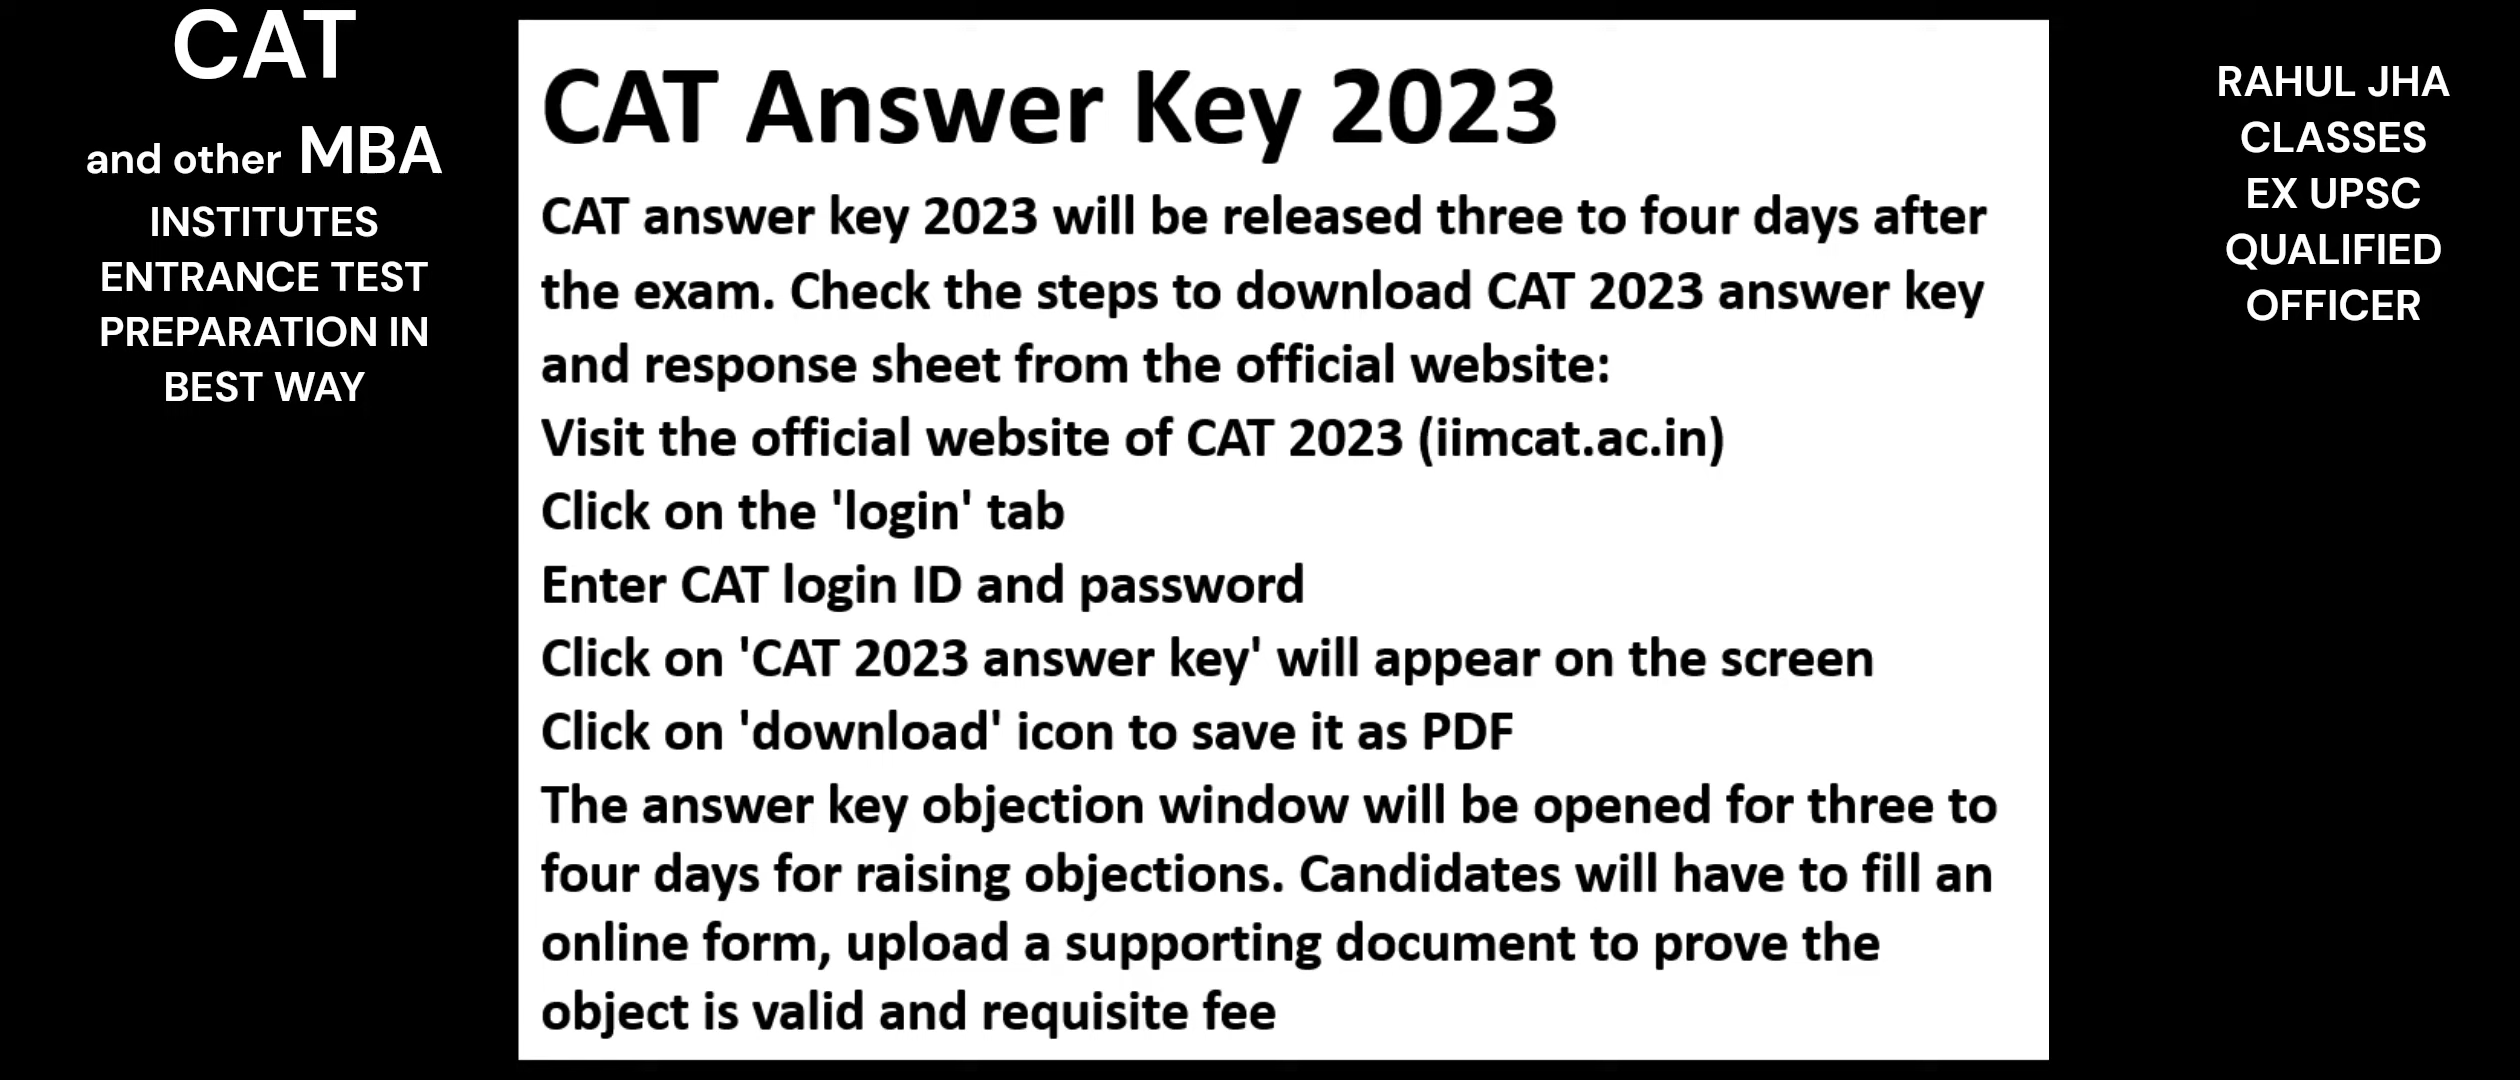 CAT
and other MBA
INSTITUTES
ENTRANCE TEST
PREPARATION IN
BEST WAY
CAT Answer Key 2023
CAT answer key 2023 will be released three to four days after
the exam. Check the steps to download CAT 2023 answer key
and response sheet from the official website:
Visit the official website of CAT 2023 (iimcat.ac.in)
Click on the 'login' tab
Enter CAT login ID and password
Click on 'CAT 2023 answer key' will appear on the screen
Click on 'download' icon to save it as PDF
The answer key objection window will be opened for three to
four days for raising objections. Candidates will have to fill an
online form, upload a supporting document to prove the
object is valid and requisite fee
RAHUL JHA
CLASSES
EX UPSC
QUALIFIED
OFFICER